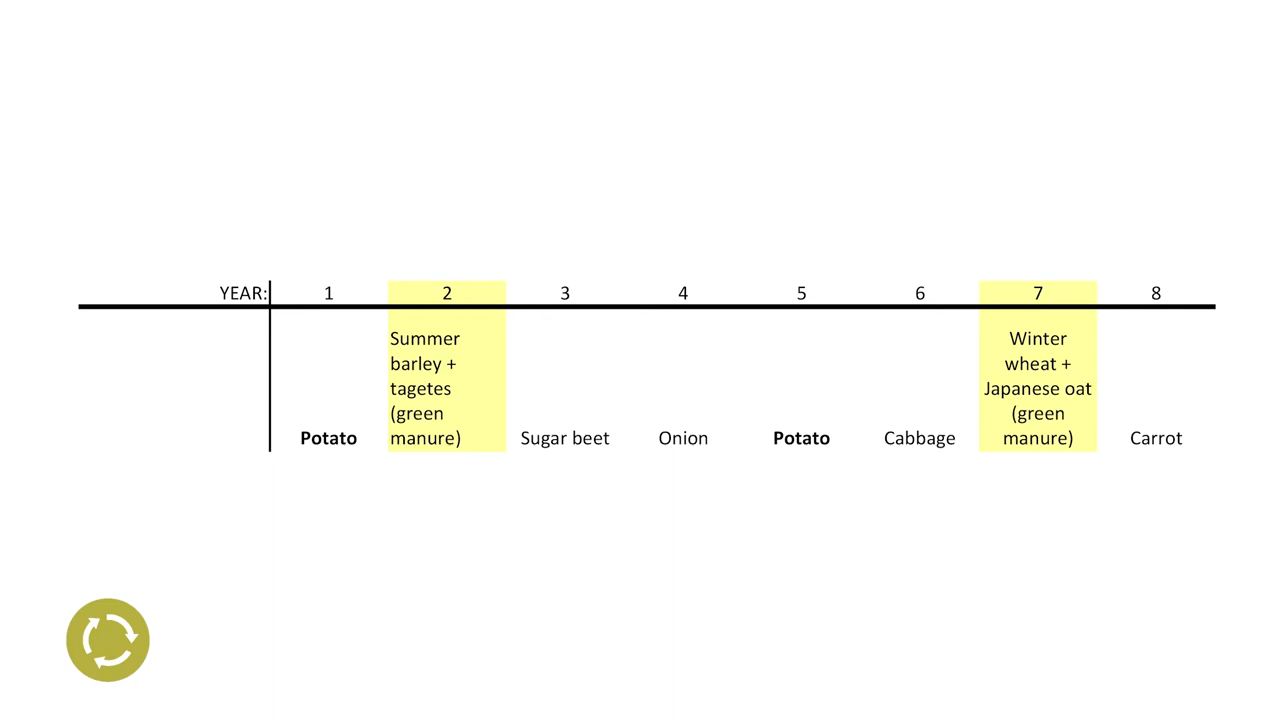 YEAR: 1 2 3 4 5 6 7 8
Summer Winter
barley + wheat +
tagetes Japanese oat
(green (green
Potato manure) Sugar beet Onion Potato Cabbage manure) Carrot